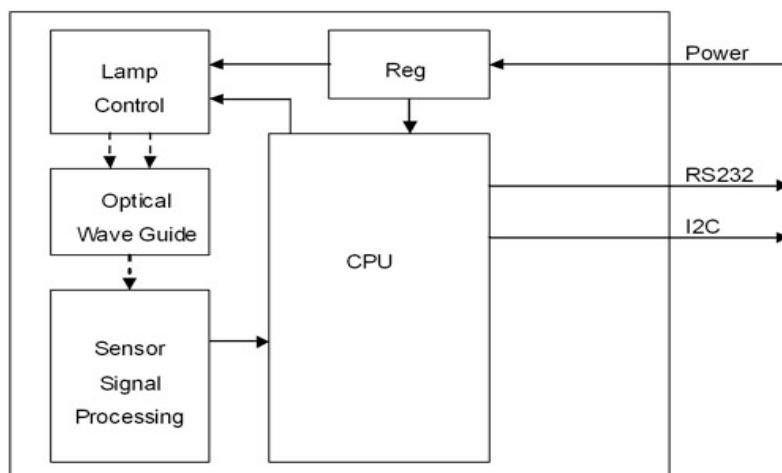 Lamp
Control
Reg
Power
Optical
Wave Guide
CPU
RS232
I2C
Sensor
Signal
Processing